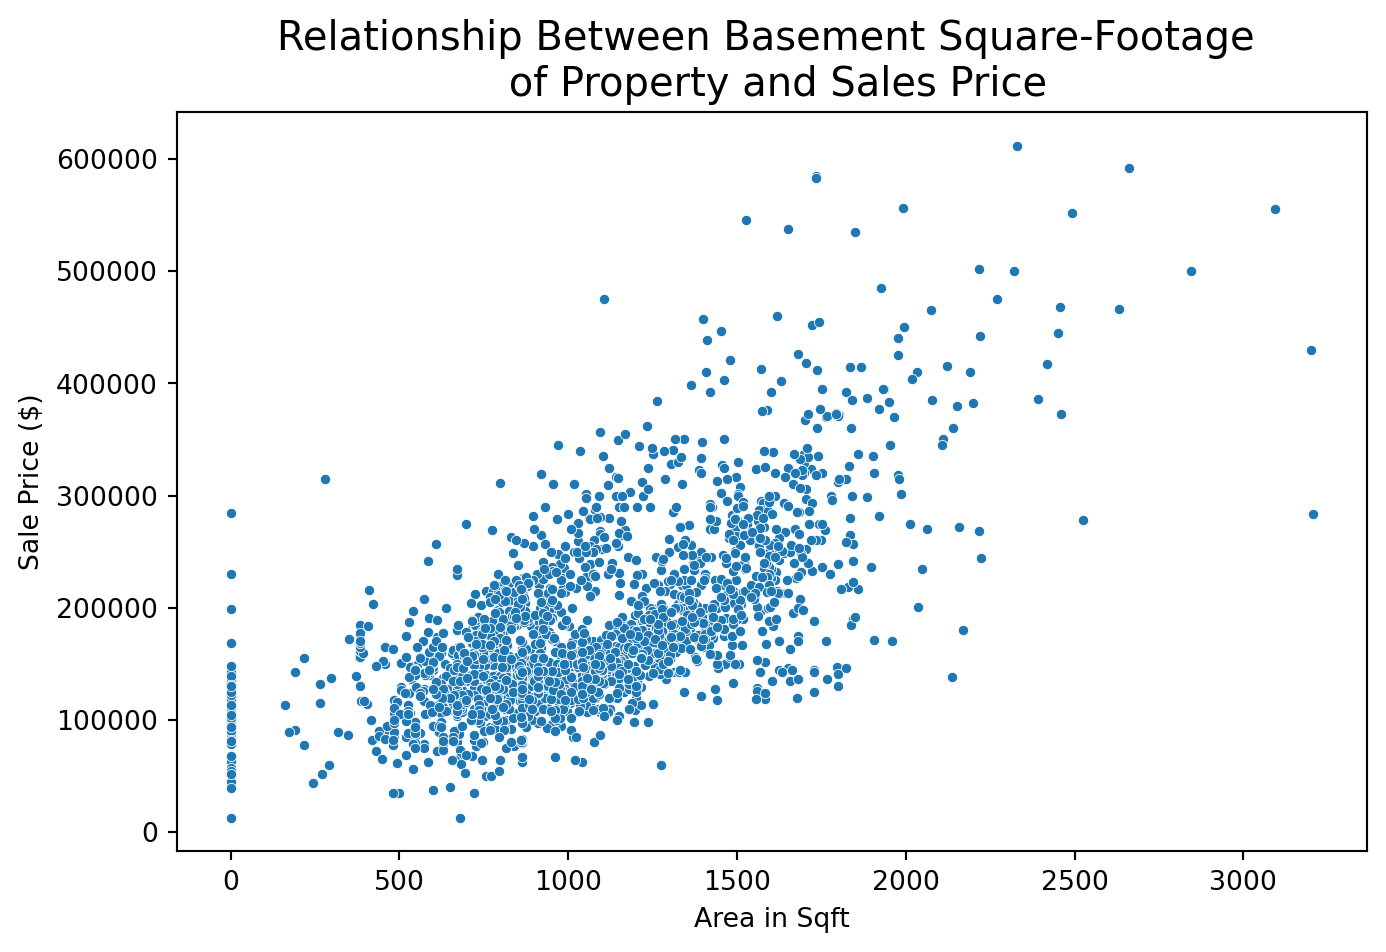 Relationship Between Basement Square-Footage
of Property and Sales Price
600000
500000
400000
300000
200000
100000
0
Sale Price ($)
0 500 1000 1500 2000 2500 3000
Area in Sqft